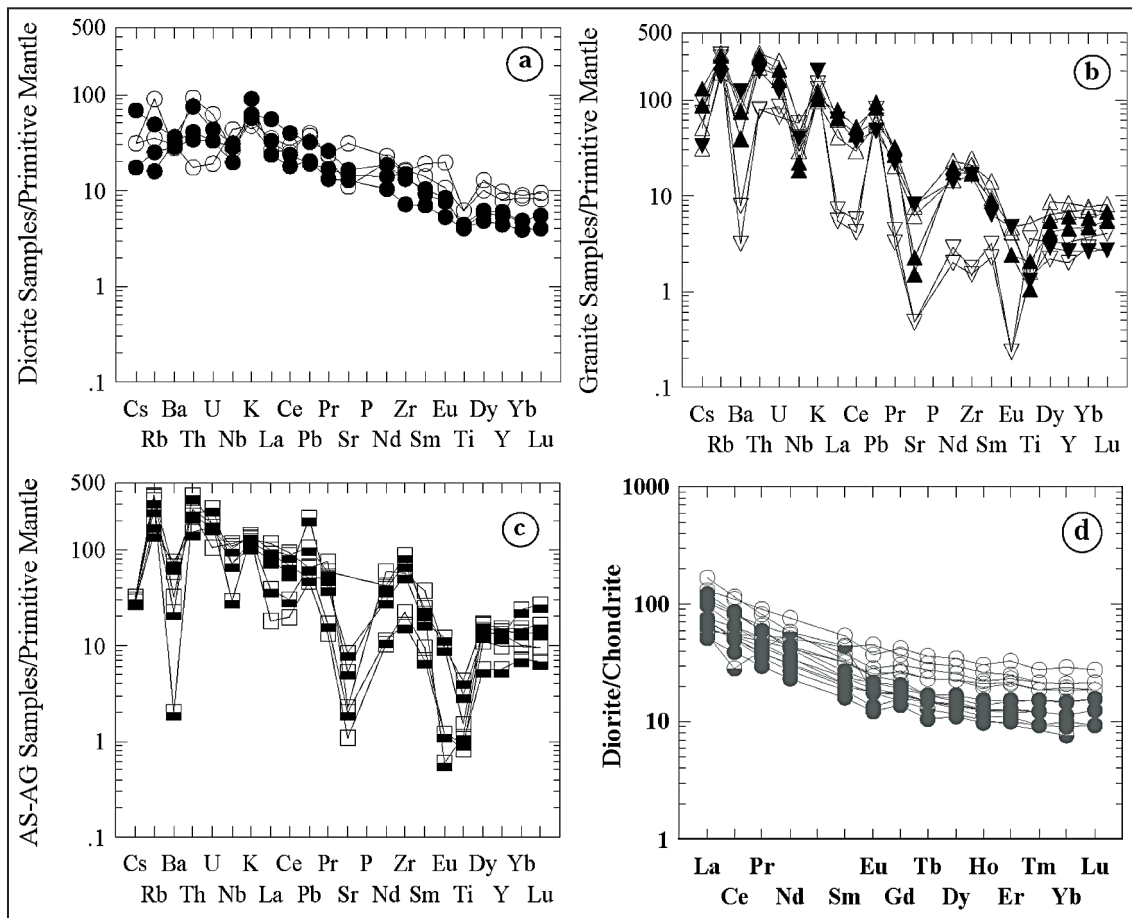 500
100
10
1
.1
Diorite Samples/Primitive Mantle
a
Cs Ba U K Ce Pr P Zr Eu Dy Yb
Rb Th Nb La Pb Sr Nd Sm Ti Y Lu
500
100
10
1
.1
Granite Samples/Primitive Mantle
b
Cs Ba U K Ce Pr P Zr Eu Dy Yb
Rb Th Nb La Pb Sr Nd Sm Ti Y Lu
500
100
10
1
.1
AS-AG Samples/Primitive Mantle
c
Cs Ba U K Ce Pr P Zr Eu Dy Yb
Rb Th Nb La Pb Sr Nd Sm Ti Y Lu
1000
100
10
1
Diorite/Chondrite
d
La Pr Eu Tb Ho Tm Lu
Ce Nd Sm Gd Dy Er Yb